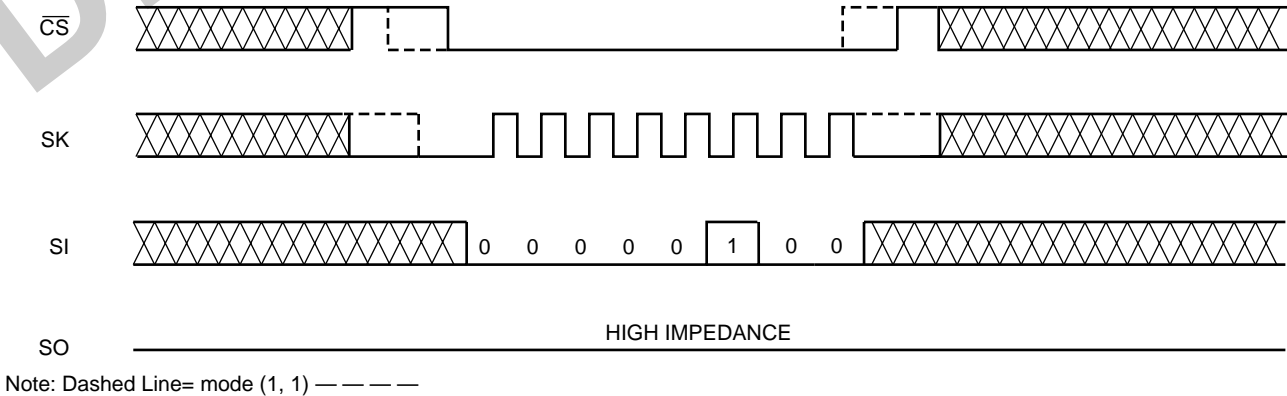 C̅S̅
SK
SI
0 0 0 0 0 1 0 0
HIGH IMPEDANCE
SO
Note: Dashed Line= mode (1, 1) — — — —